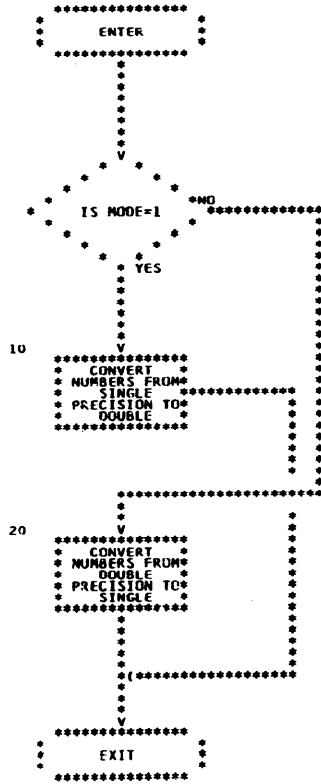 ENTER
IS MODE=1
NO
YES
10
CONVERT
NUMBERS FROM
SINGLE
PRECISION TO
DOUBLE
20
CONVERT
NUMBERS FROM
DOUBLE
PRECISION TO
SINGLE
EXIT